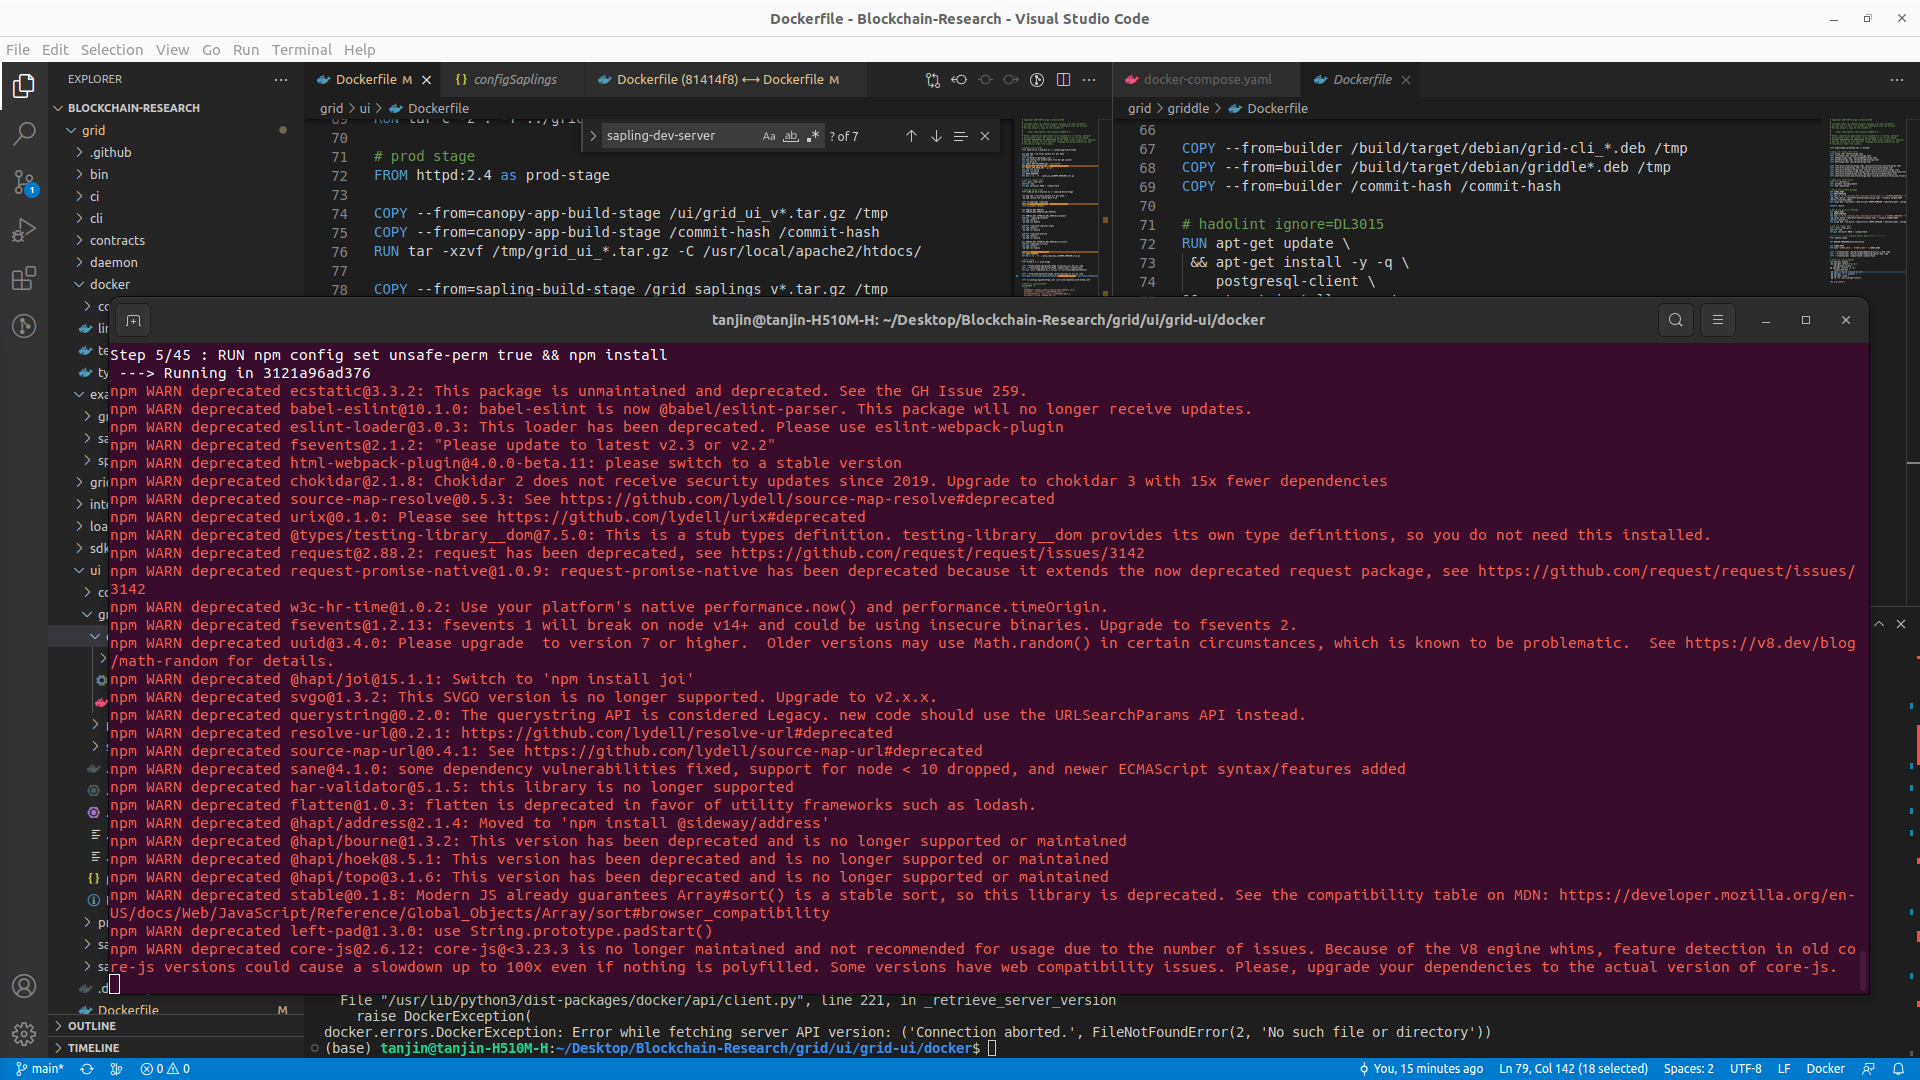 Dockerfile - Blockchain-Research - Visual Studio Code
File Edit Selection View Go Run Terminal Help
EXPLORER
BLOCKCHAIN-RESEARCH
grid
.github
bin
ci
cli
contracts
daemon
docker
1
OUTLINE
TIMELINE
Dockerfile M
configSaplings
Dockerfile (81414f8) ⟷ Dockerfile M
grid > ui > Dockerfile
sapling-dev-server
Aa ab .* ? of 7
70
71 # prod stage
72 FROM httpd:2.4 as prod-stage
73
74 COPY --from=canopy-app-build-stage /ui/grid_ui_v*.tar.gz /tmp
75 COPY --from=canopy-app-build-stage /commit-hash /commit-hash
76 RUN tar -xzvf /tmp/grid_ui_*.tar.gz -C /usr/local/apache2/htdocs/
77
78 COPY --from=sapling-build-stage /grid_saplings_v*.tar.gz /tmp
docker-compose.yaml
Dockerfile
grid > griddle > Dockerfile
66
67 COPY --from=builder /build/target/debian/grid-cli_*.deb /tmp
68 COPY --from=builder /build/target/debian/griddle*.deb /tmp
69 COPY --from=builder /commit-hash /commit-hash
70
71 # hadolint ignore=DL3015
72 RUN apt-get update \
73 && apt-get install -y -q \
74 postgresql-client \
tanjin@tanjin-H510M-H: ~/Desktop/Blockchain-Research/grid/ui/grid-ui/docker
Step 5/45 : RUN npm config set unsafe-perm true && npm install
 ---> Running in 3121a96ad376
npm WARN deprecated ecstatic@3.3.2: This package is unmaintained and deprecated. See the GH Issue 259.
npm WARN deprecated babel-eslint@10.1.0: babel-eslint is now @babel/eslint-parser. This package will no longer receive updates.
npm WARN deprecated eslint-loader@3.0.3: This loader has been deprecated. Please use eslint-webpack-plugin
npm WARN deprecated fsevents@2.1.2: "Please update to latest v2.3 or v2.2"
npm WARN deprecated html-webpack-plugin@4.0.0-beta.11: please switch to a stable version
npm WARN deprecated chokidar@2.1.8: Chokidar 2 does not receive security updates since 2019. Upgrade to chokidar 3 with 15x fewer dependencies
npm WARN deprecated source-map-resolve@0.5.3: See https://github.com/lydell/source-map-resolve#deprecated
npm WARN deprecated urix@0.1.0: Please see https://github.com/lydell/urix#deprecated
npm WARN deprecated @types/testing-library__dom@7.5.0: This is a stub types definition. testing-library__dom provides its own type definitions, so you do not need this installed.
npm WARN deprecated request@2.88.2: request has been deprecated, see https://github.com/request/request/issues/3142
npm WARN deprecated request-promise-native@1.0.9: request-promise-native has been deprecated because it extends the now deprecated request package, see https://github.com/request/request/issues/
3142
npm WARN deprecated w3c-hr-time@1.0.2: Use your platform's native performance.now() and performance.timeOrigin.
npm WARN deprecated fsevents@1.2.13: fsevents 1 will break on node v14+ and could be using insecure binaries. Upgrade to fsevents 2.
npm WARN deprecated uuid@3.4.0: Please upgrade  to version 7 or higher.  Older versions may use Math.random() in certain circumstances, which is known to be problematic.  See https://v8.dev/blog
/math-random for details.
npm WARN deprecated @hapi/joi@15.1.1: Switch to 'npm install joi'
npm WARN deprecated svgo@1.3.2: This SVGO version is no longer supported. Upgrade to v2.x.x.
npm WARN deprecated querystring@0.2.0: The querystring API is considered Legacy. new code should use the URLSearchParams API instead.
npm WARN deprecated resolve-url@0.2.1: https://github.com/lydell/resolve-url#deprecated
npm WARN deprecated source-map-url@0.4.1: See https://github.com/lydell/source-map-url#deprecated
npm WARN deprecated sane@4.1.0: some dependency vulnerabilities fixed, support for node < 10 dropped, and newer ECMAScript syntax/features added
npm WARN deprecated har-validator@5.1.5: this library is no longer supported
npm WARN deprecated flatten@1.0.3: flatten is deprecated in favor of utility frameworks such as lodash.
npm WARN deprecated @hapi/address@2.1.4: Moved to 'npm install @sideway/address'
npm WARN deprecated @hapi/bourne@1.3.2: This version has been deprecated and is no longer supported or maintained
npm WARN deprecated @hapi/hoek@8.5.1: This version has been deprecated and is no longer supported or maintained
npm WARN deprecated @hapi/topo@3.1.6: This version has been deprecated and is no longer supported or maintained
npm WARN deprecated stable@0.1.8: Modern JS already guarantees Array#sort() is a stable sort, so this library is deprecated. See the compatibility table on MDN: https://developer.mozilla.org/en-
US/docs/Web/JavaScript/Reference/Global_Objects/Array/sort#browser_compatibility
npm WARN deprecated left-pad@1.3.0: use String.prototype.padStart()
npm WARN deprecated core-js@2.6.12: core-js@<3.23.3 is no longer maintained and not recommended for usage due to the number of issues. Because of the V8 engine whims, feature detection in old co
re-js versions could cause a slowdown up to 100x even if nothing is polyfilled. Some versions have web compatibility issues. Please, upgrade your dependencies to the actual version of core-js.
File "/usr/lib/python3/dist-packages/docker/api/client.py", line 221, in _retrieve_server_version
raise DockerException(
docker.errors.DockerException: Error while fetching server API version: ('Connection aborted.', FileNotFoundError(2, 'No such file or directory'))
(base) tanjin@tanjin-H510M-H:~/Desktop/Blockchain-Research/grid/ui/grid-ui/docker$
main* 0 0 You, 15 minutes ago Ln 79, Col 142 (18 selected) Spaces: 2 UTF-8 LF Docker